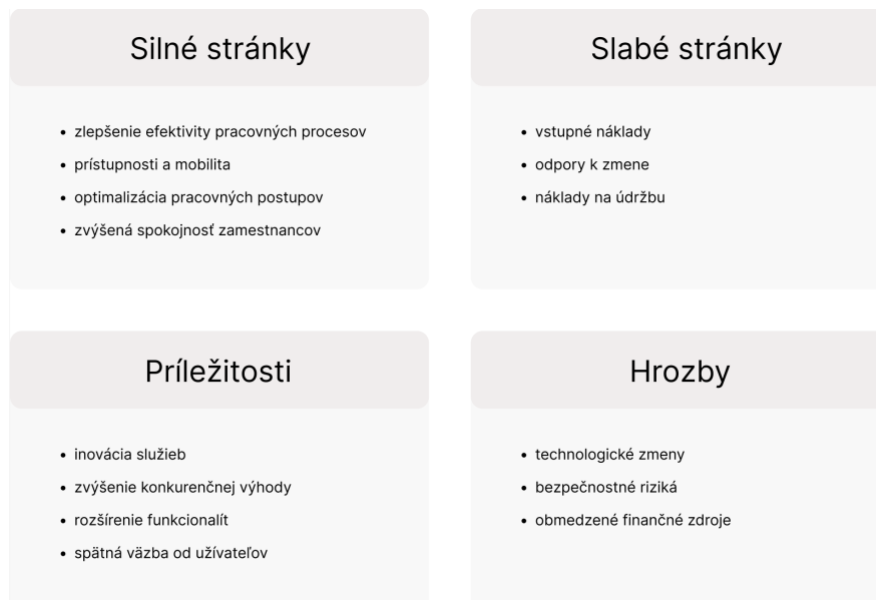 Silné stránky
• zlepšenie efektivity pracovných procesov
• prístupnosti a mobilita
• optimalizácia pracovných postupov
• zvýšená spokojnosť zamestnancov
Slabé stránky
• vstupné náklady
• odpory k zmene
• náklady na údržbu
Príležitosti
• inovácia služieb
• zvýšenie konkurenčnej výhody
• rozšírenie funkcionalít
• spätná väzba od užívateľov
Hrozby
• technologické zmeny
• bezpečnostné riziká
• obmedzené finančné zdroje